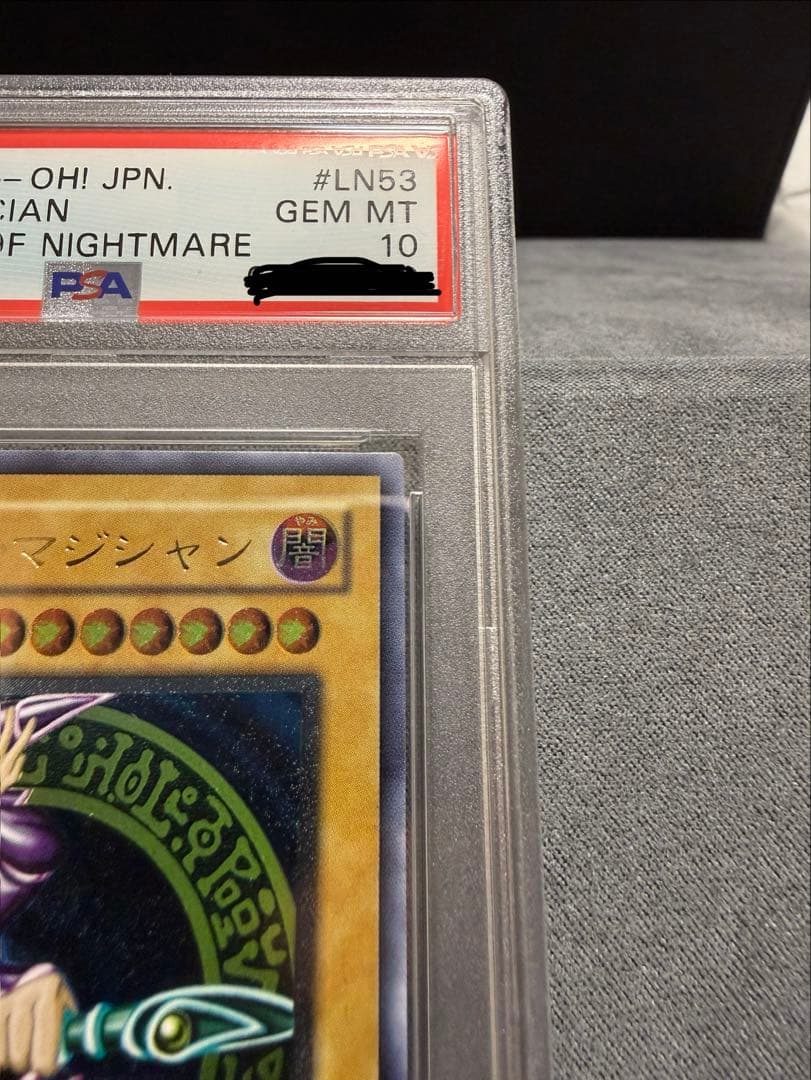 – OH! JPN. #LN53
CIAN GEM MT
OF NIGHTMARE 10
PSA
マジシャン
やみ
闇